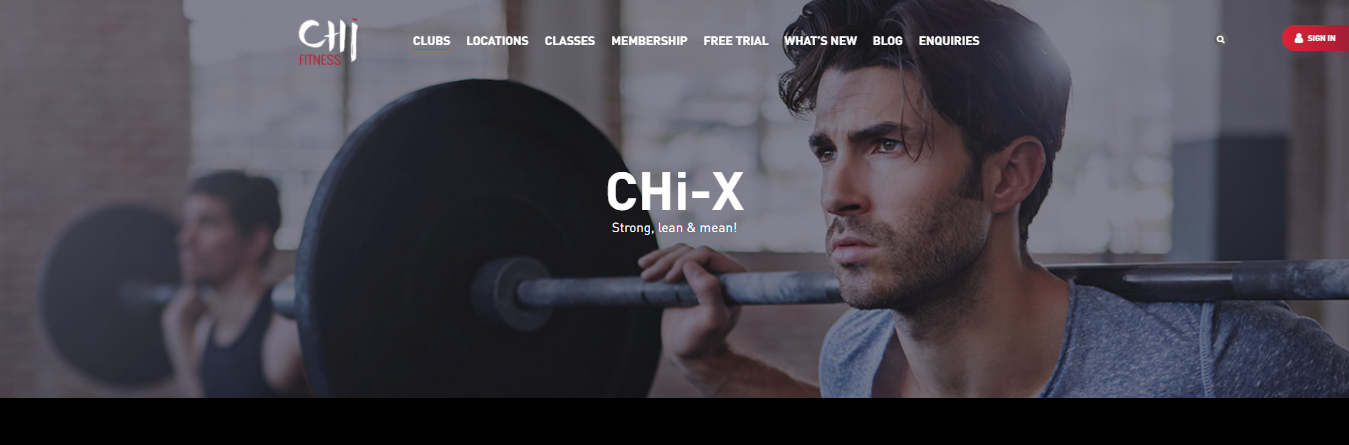 CHi
FITNESS
CLUBS LOCATIONS CLASSES MEMBERSHIP FREE TRIAL WHAT'S NEW BLOG ENQUIRIES
SIGN IN
CHi-X
Strong, lean & mean!